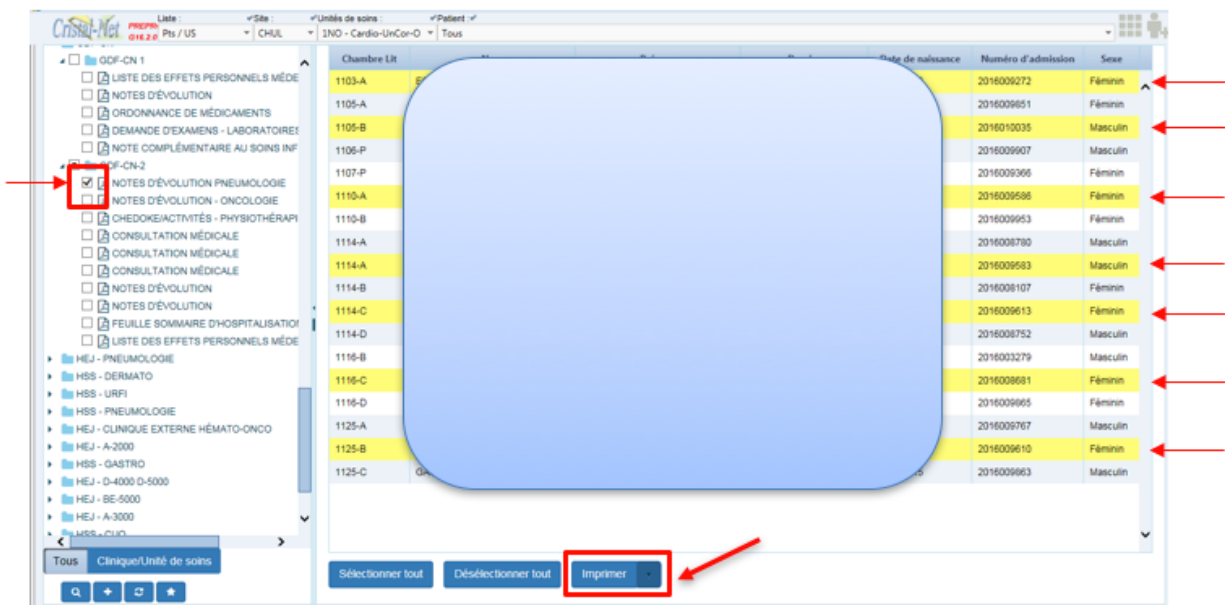 Cristal-Net
G16.2.0
Liste :
Site :
Unités de soins :
Patient :
Pts / US
CHUL
1NO - Cardio-UnCor-O
Tous
GDF-CN 1
LISTE DES EFFETS PERSONNELS MÉDE
NOTES D'ÉVOLUTION
ORDONNANCE DE MÉDICAMENTS
DEMANDE D'EXAMENS - LABORATOIRES
NOTE COMPLÉMENTAIRE AU SOINS INF
GDF-CN-2
NOTES D'ÉVOLUTION PNEUMOLOGIE
NOTES D'ÉVOLUTION - ONCOLOGIE
CHEDOKE/ACTIVITÉS - PHYSIOTHÉRAPI
CONSULTATION MÉDICALE
CONSULTATION MÉDICALE
CONSULTATION MÉDICALE
NOTES D'ÉVOLUTION
NOTES D'ÉVOLUTION
FEUILLE SOMMAIRE D'HOSPITALISATION
LISTE DES EFFETS PERSONNELS MÉDE
HEJ - PNEUMOLOGIE
HSS - DERMATO
HSS - URFI
HSS - PNEUMOLOGIE
HEJ - CLINIQUE EXTERNE HÉMATO-ONCO
HEJ - A-2000
HSS - GASTRO
HEJ - D-4000 D-5000
HEJ - BE-5000
HEJ - A-3000
HSS - CUO
Tous
Clinique/Unité de soins
Chambre Lit Date de naissance Numéro d'admission Sexe
1103-A 2016009272 Féminin
1105-A 2016009851 Féminin
1105-B 2016010035 Masculin
1106-P 2016009907 Masculin
1107-P 2016009366 Féminin
1110-A 2016009586 Féminin
1110-B 2016009953 Féminin
1114-A 2016008780 Masculin
1114-A 2016009583 Masculin
1114-B 2016008107 Féminin
1114-C 2016009613 Féminin
1114-D 2016008752 Masculin
1116-B 2016003279 Masculin
1116-C 2016008681 Féminin
1116-D 2016009865 Féminin
1125-A 2016009767 Masculin
1125-B 2016009610 Féminin
1125-C 2016009863 Masculin
Sélectionner tout
Désélectionner tout
Imprimer